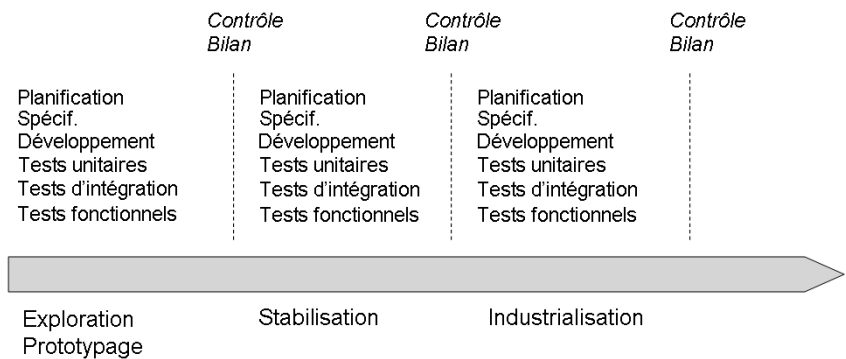 Contrôle
Bilan
Contrôle
Bilan
Contrôle
Bilan
Planification
Spécif.
Développement
Tests unitaires
Tests d'intégration
Tests fonctionnels
Planification
Spécif.
Développement
Tests unitaires
Tests d'intégration
Tests fonctionnels
Planification
Spécif.
Développement
Tests unitaires
Tests d'intégration
Tests fonctionnels
Exploration
Prototypage
Stabilisation
Industrialisation